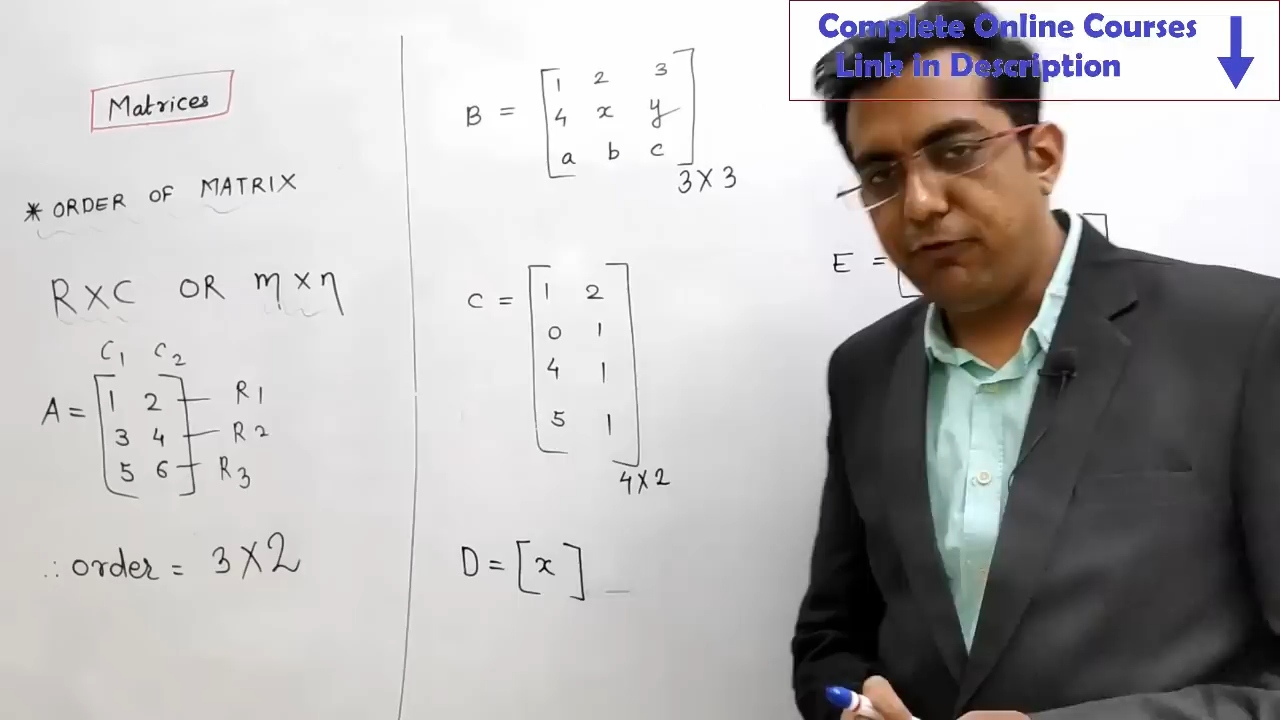 Complete Online Courses
Link in Description
Matrices
* ORDER OF MATRIX
R X C OR m x n
C1 C2
A = [1 2] — R1
[3 4] — R2
[5 6] — R3
∴ order = 3 X 2
B = [1 2 3]
[4 x y]
[a b c]
3 X 3
C = [1 2]
[0 1]
[4 1]
[5 1]
4 X 2
D = [x] __
E = [